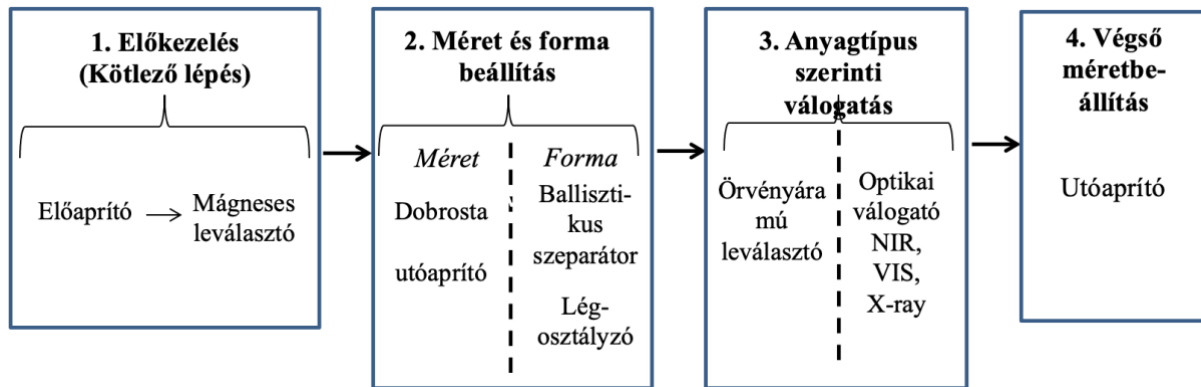 1. Előkezelés
(Kötlező lépés)
Előaprító
Mágneses
leválasztó
2. Méret és forma
beállítás
Méret
Dobrosta
utóaprító
Forma
Balliszti-
kus
szeparátor
Lég-
osztályzó
3. Anyagtípus
szerinti
válogatás
Örvényára
mú
leválasztó
Optikai
válogató
NIR,
VIS,
X-ray
4. Végső
méretbe-
állítás
Utóaprító